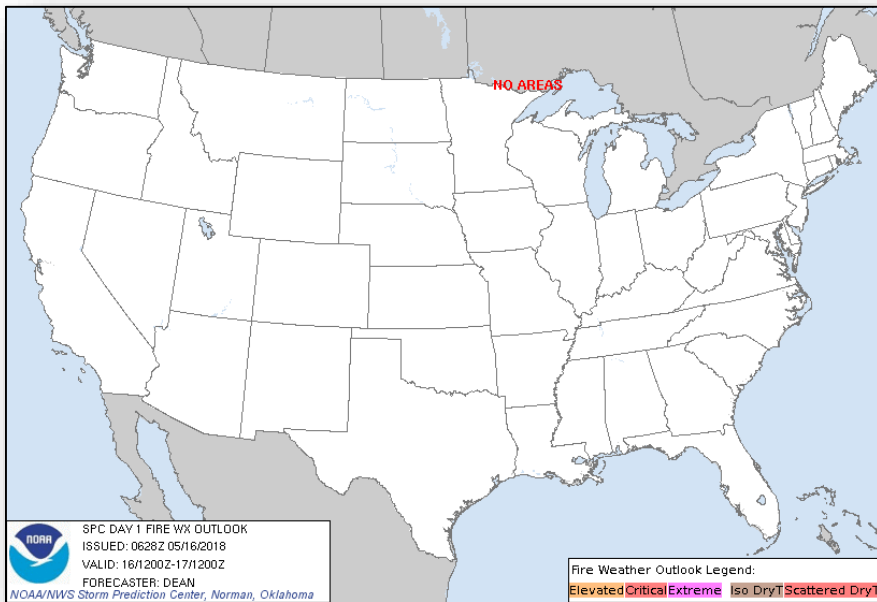 NO AREAS
NOAA
SPC DAY 1 FIRE WX OUTLOOK
ISSUED: 0628Z 05/16/2018
VALID: 16/1200Z-17/1200Z
FORECASTER: DEAN
NOAA/NWS Storm Prediction Center, Norman, Oklahoma
Fire Weather Outlook Legend:
Elevated Critical Extreme Iso DryT Scattered DryT